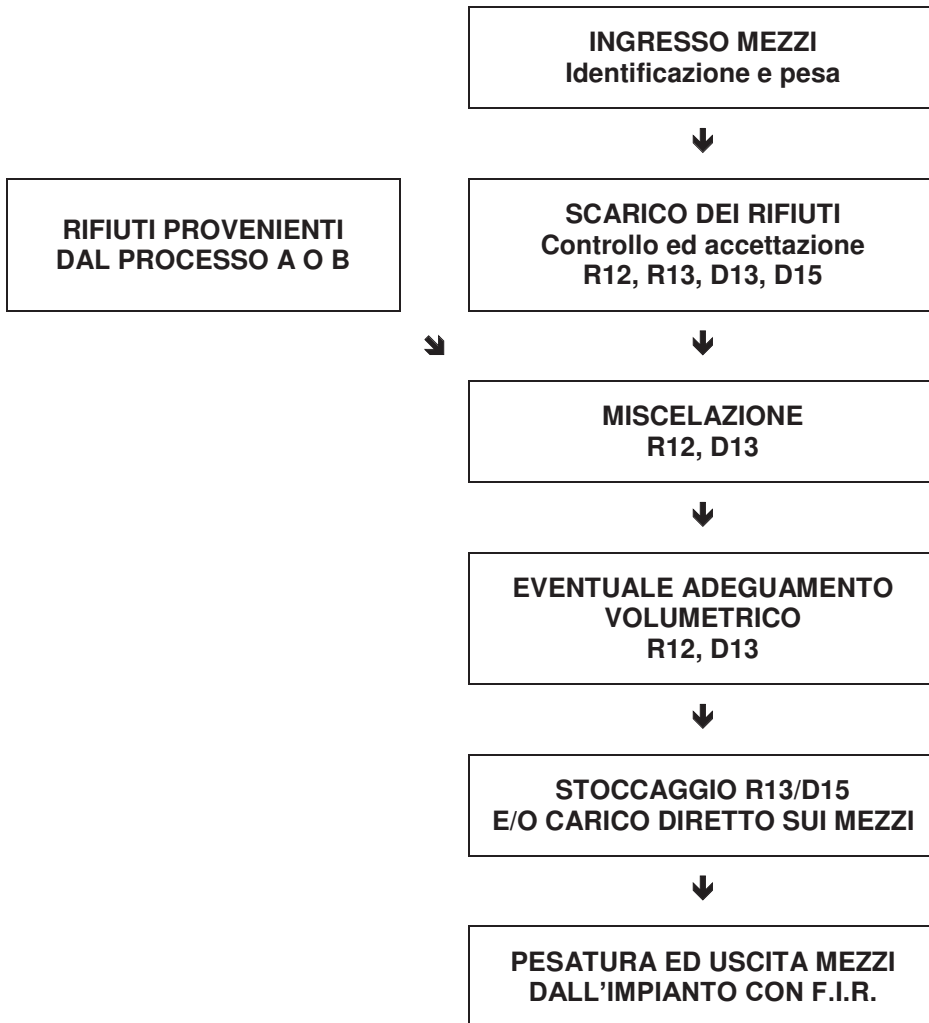 INGRESSO MEZZI
Identificazione e pesa
RIFIUTI PROVENIENTI
DAL PROCESSO A O B
SCARICO DEI RIFIUTI
Controllo ed accettazione
R12, R13, D13, D15
MISCELAZIONE
R12, D13
EVENTUALE ADEGUAMENTO
VOLUMETRICO
R12, D13
STOCCAGGIO R13/D15
E/O CARICO DIRETTO SUI MEZZI
PESATURA ED USCITA MEZZI
DALL'IMPIANTO CON F.I.R.